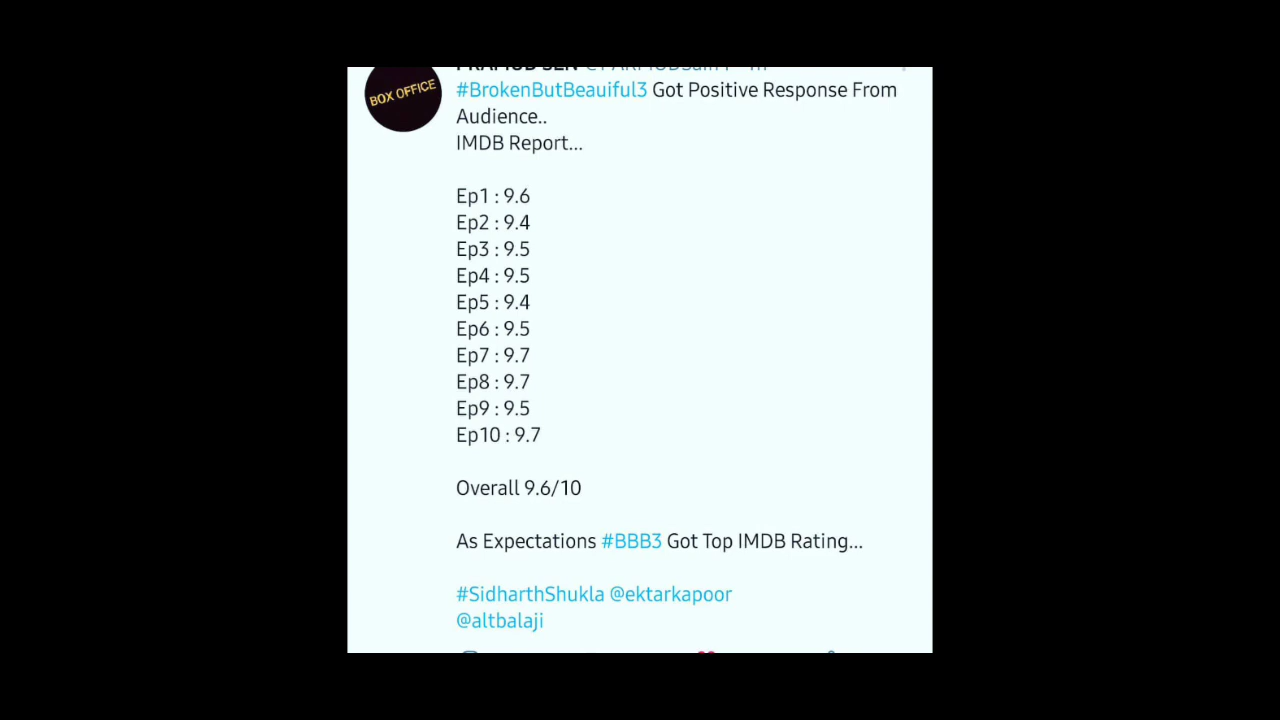 BOX OFFICE
#BrokenButBeauiful3 Got Positive Response From
Audience..
IMDB Report...
Ep1 : 9.6
Ep2 : 9.4
Ep3 : 9.5
Ep4 : 9.5
Ep5 : 9.4
Ep6 : 9.5
Ep7 : 9.7
Ep8 : 9.7
Ep9 : 9.5
Ep10 : 9.7
Overall 9.6/10
As Expectations #BBB3 Got Top IMDB Rating...
#SidharthShukla @ektarkapoor
@altbalaji